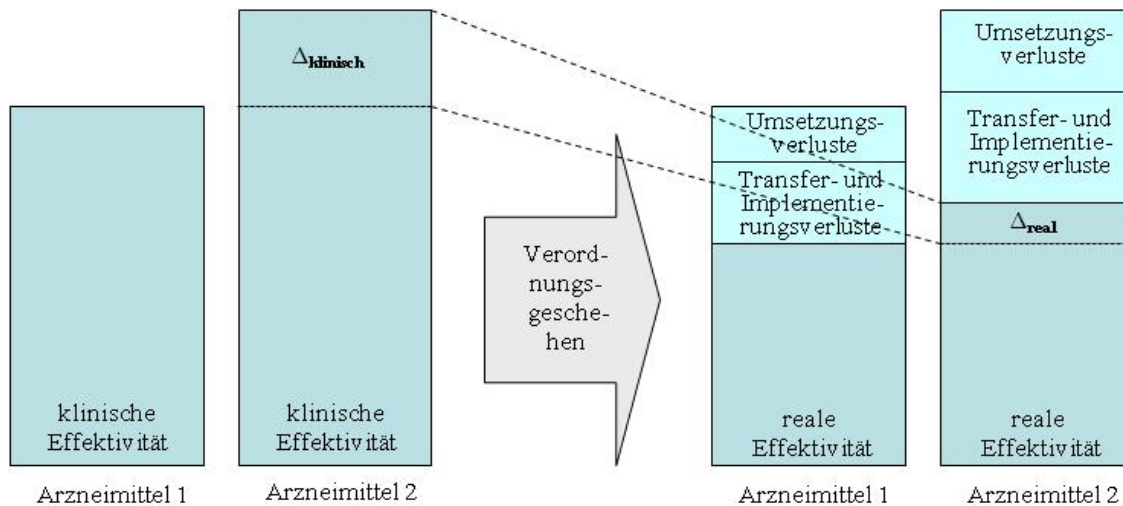 Δklinisch
klinische
Effektivität
Arzneimittel 1
klinische
Effektivität
Arzneimittel 2
Verord-
nungs-
gesche-
hen
Umsetzungs-
verluste
Transfer- und
Implementie-
rungsverluste
reale
Effektivität
Arzneimittel 1
Umsetzungs-
verluste
Transfer- und
Implementie-
rungsverluste
Δreal
reale
Effektivität
Arzneimittel 2